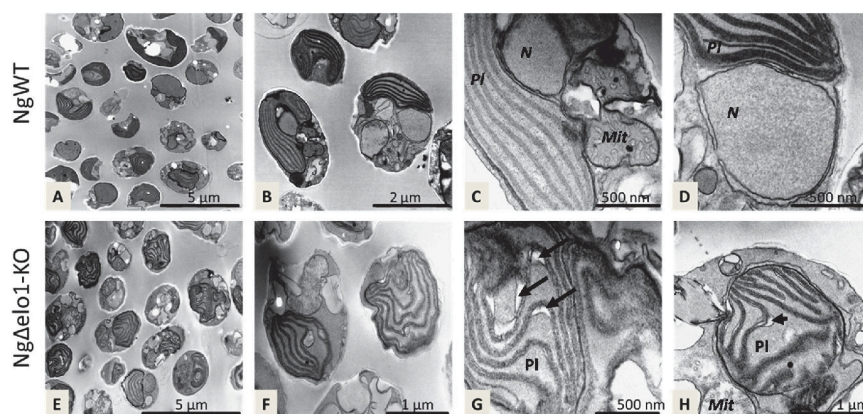 NgWT
A
5 µm
B
2 µm
Pl
N
Mit
C
500 nm
Pl
N
D
500 nm
NgΔelo1-KO
E
5 µm
F
1 µm
Pl
G
500 nm
Pl
Mit
H
1 µm